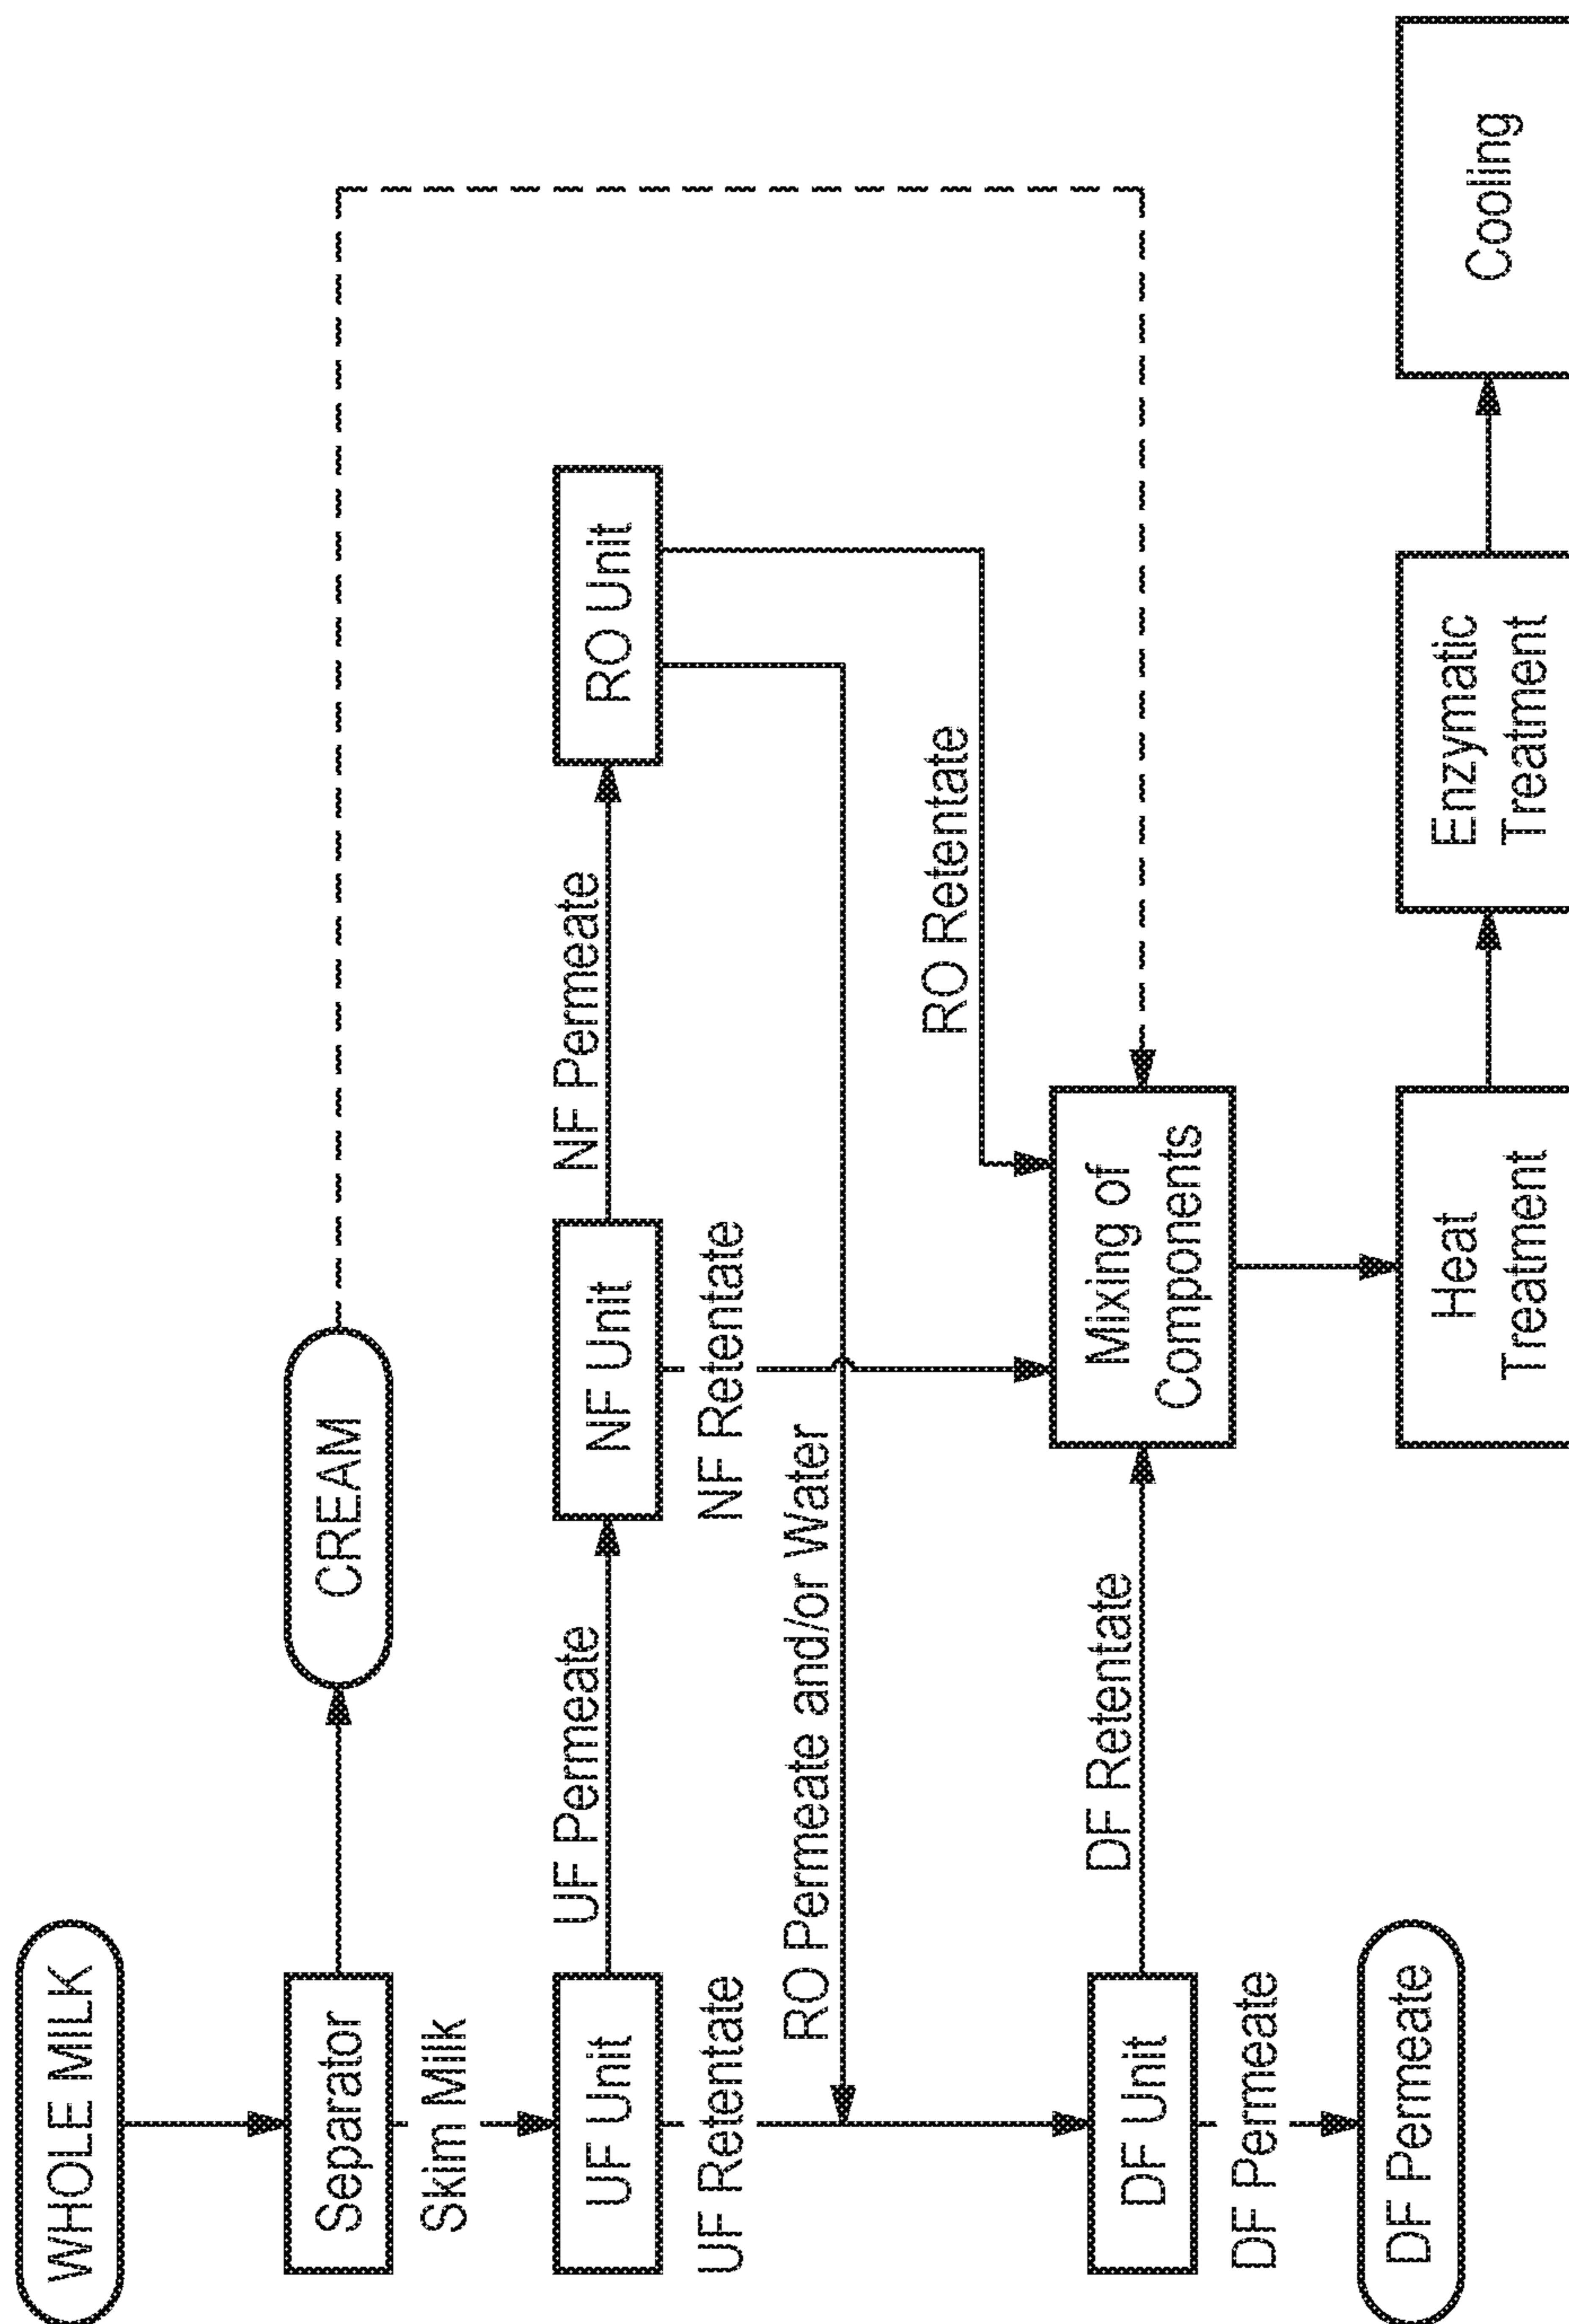 WHOLE MILK
Separator
CREAM
Skim Milk
UF Unit
UF Permeate
NF Unit
NF Permeate
RO Unit
UF Retentate
NF Retentate
RO Permeate and/or Water
RO Retentate
DF Unit
DF Retentate
Mixing of
Components
DF Permeate
DF Permeate
Heat
Treatment
Enzymatic
Treatment
Cooling